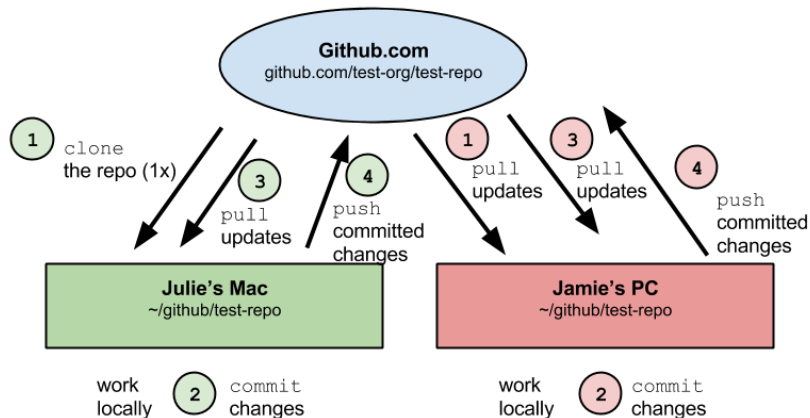 Github.com
github.com/test-org/test-repo
1
clone
the repo (1x)
3
pull
updates
4
push
committed
changes
1
pull
updates
3
pull
updates
4
push
committed
changes
Julie's Mac
~/github/test-repo
Jamie's PC
~/github/test-repo
work
locally
2
commit
changes
work
locally
2
commit
changes